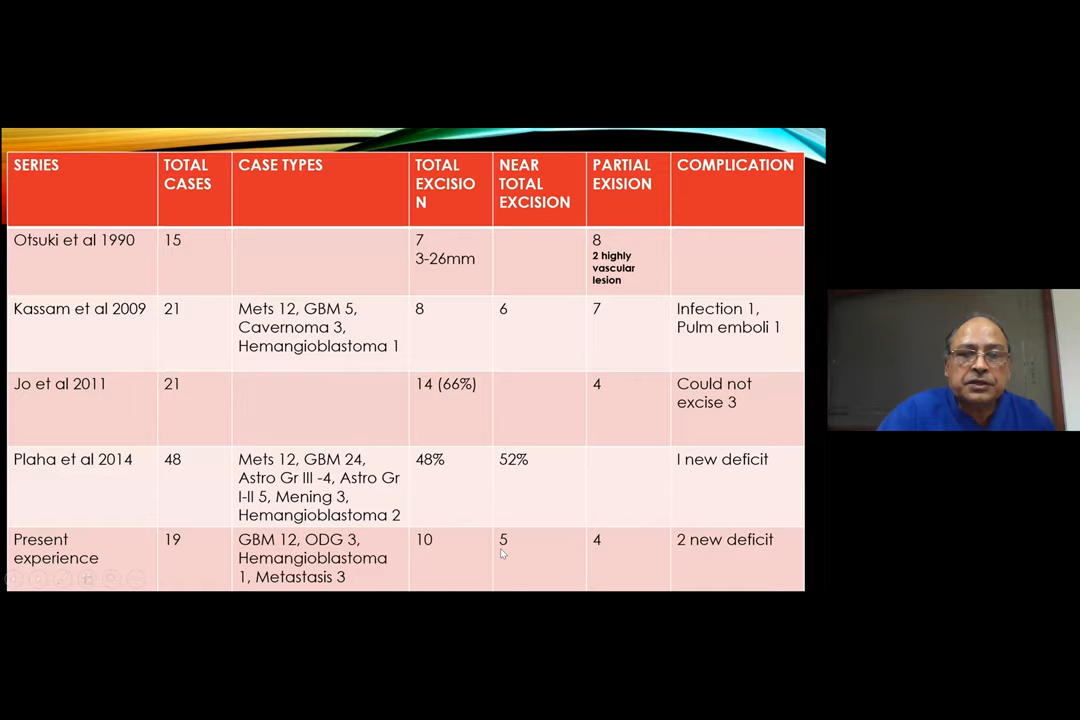 SERIES
TOTAL CASES
CASE TYPES
TOTAL EXCISIO N
NEAR TOTAL EXCISION
PARTIAL EXISION
COMPLICATION
Otsuki et al 1990
15
7
3-26mm
8
2 highly
vascular
lesion
Kassam et al 2009
21
Mets 12, GBM 5,
Cavernoma 3,
Hemangioblastoma 1
8
6
7
Infection 1,
Pulm emboli 1
Jo et al 2011
21
14 (66%)
4
Could not
excise 3
Plaha et al 2014
48
Mets 12, GBM 24,
Astro Gr III -4, Astro Gr
I-II 5, Mening 3,
Hemangioblastoma 2
48%
52%
I new deficit
Present
experience
19
GBM 12, ODG 3,
Hemangioblastoma
1, Metastasis 3
10
5
4
2 new deficit